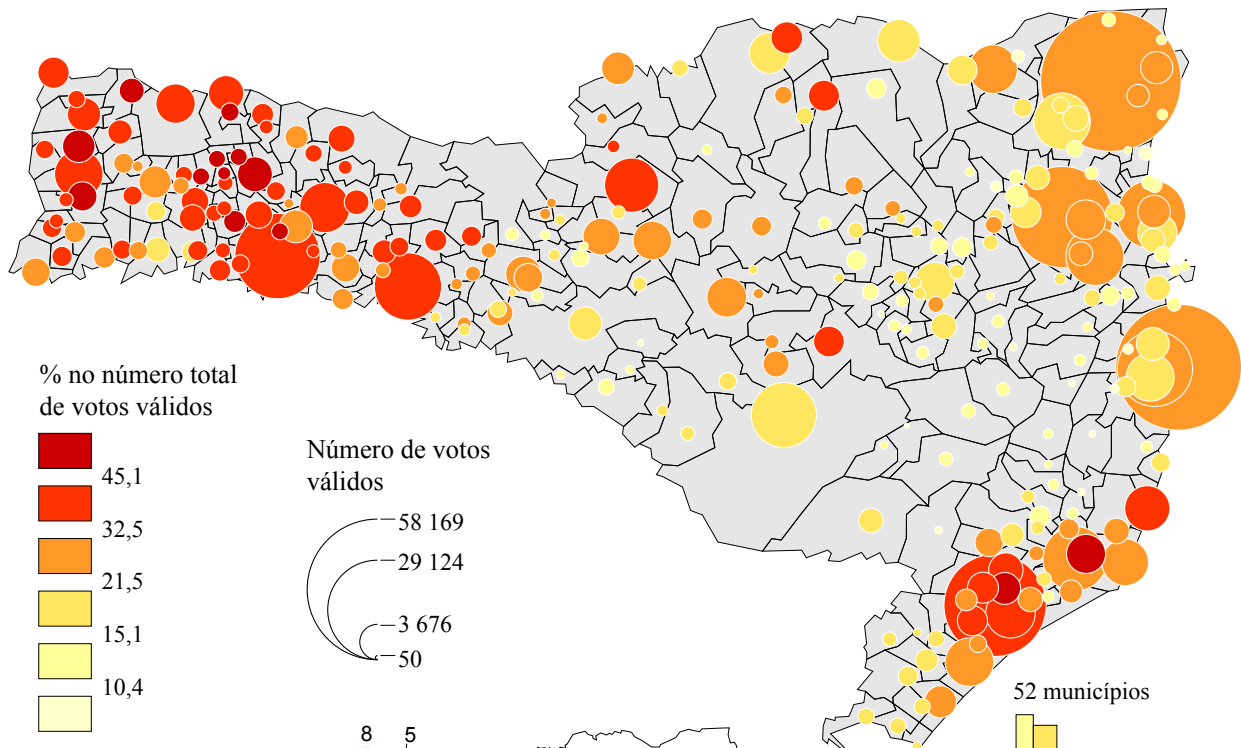 % no número total
de votos válidos
45,1
32,5
21,5
15,1
10,4
Número de votos
válidos
58 169
29 124
3 676
50
8 5
52 municípios